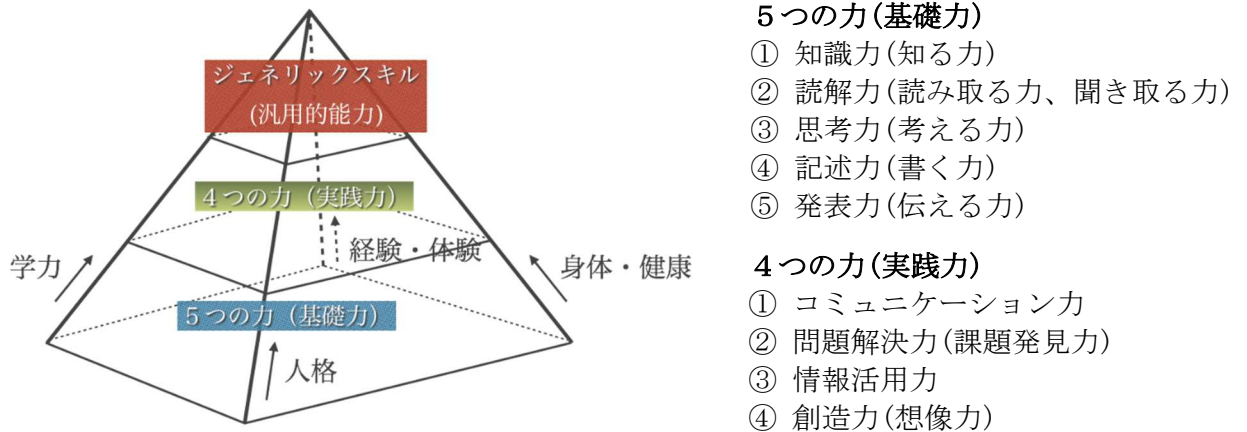 ジェネリックスキル
(汎用的能力)
4つの力（実践力）
経験・体験
学力
身体・健康
5つの力（基礎力）
人格
５つの力(基礎力)
① 知識力(知る力)
② 読解力(読み取る力、聞き取る力)
③ 思考力(考える力)
④ 記述力(書く力)
⑤ 発表力(伝える力)
４つの力(実践力)
① コミュニケーション力
② 問題解決力(課題発見力)
③ 情報活用力
④ 創造力(想像力)